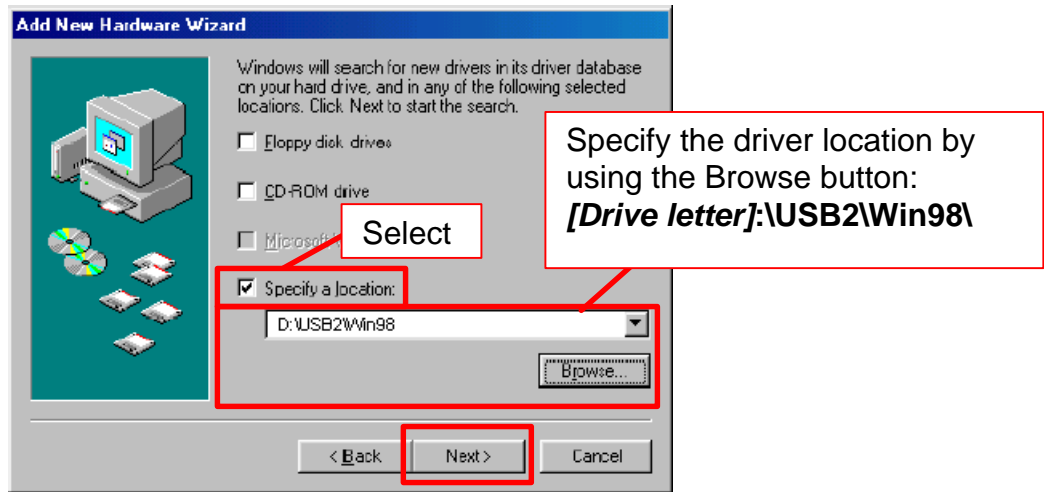 Add New Hardware Wizard
Windows will search for new drivers in its driver database
on your hard drive, and in any of the following selected
locations. Click Next to start the search.
Floppy disk drives
CD-ROM drive
Microsoft
Select
Specify the driver location by
using the Browse button:
[Drive letter]:\USB2\Win98\
Specify a location:
D:\USB2\Win98
Browse...
< Back
Next >
Cancel